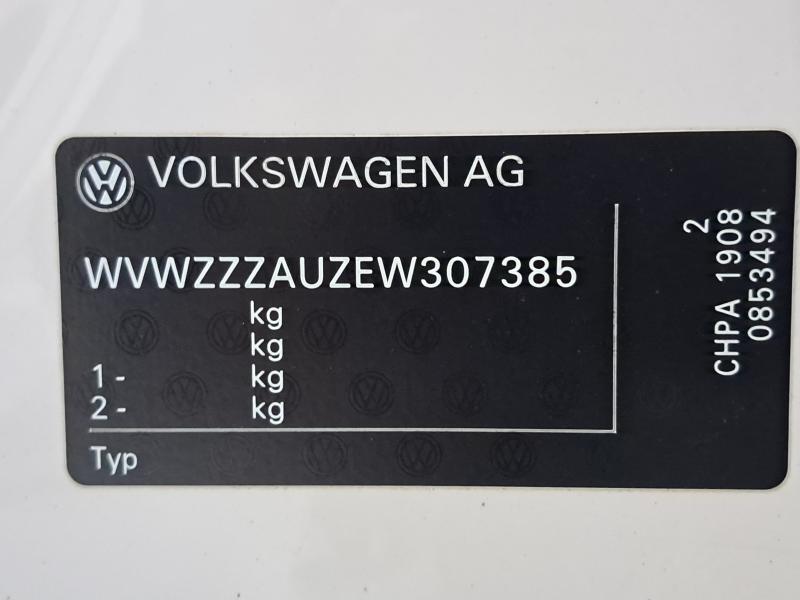 VOLKSWAGEN AG
WVWZZZAUZEW307385
kg
kg
1 - kg
2 - kg
Typ
2
CHPA 1908
0853494